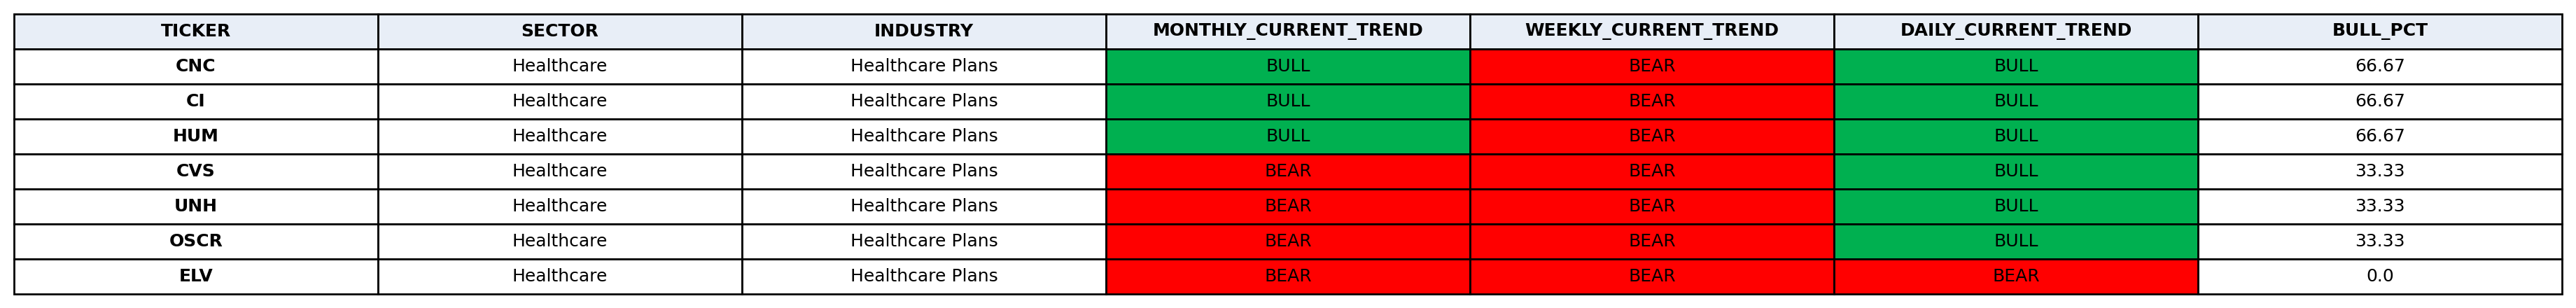 TICKER SECTOR INDUSTRY MONTHLY_CURRENT_TREND WEEKLY_CURRENT_TREND DAILY_CURRENT_TREND BULL_PCT
CNC Healthcare Healthcare Plans BULL BEAR BULL 66.67
CI Healthcare Healthcare Plans BULL BEAR BULL 66.67
HUM Healthcare Healthcare Plans BULL BEAR BULL 66.67
CVS Healthcare Healthcare Plans BEAR BEAR BULL 33.33
UNH Healthcare Healthcare Plans BEAR BEAR BULL 33.33
OSCR Healthcare Healthcare Plans BEAR BEAR BULL 33.33
ELV Healthcare Healthcare Plans BEAR BEAR BEAR 0.0